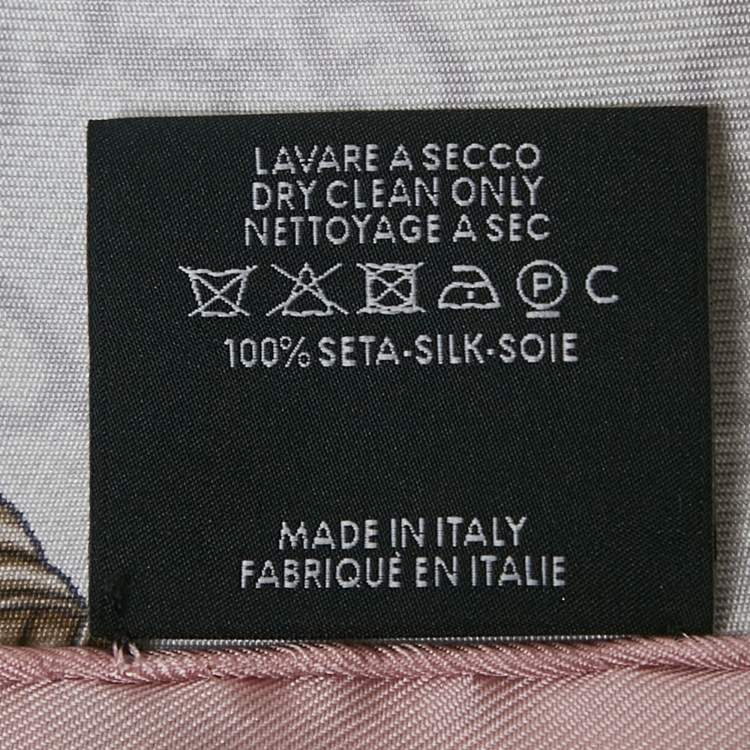 LAVARE A SECCO
DRY CLEAN ONLY
NETTOYAGE A SEC
P C
100% SETA-SILK-SOIE
MADE IN ITALY
FABRIQUÈ EN ITALIE